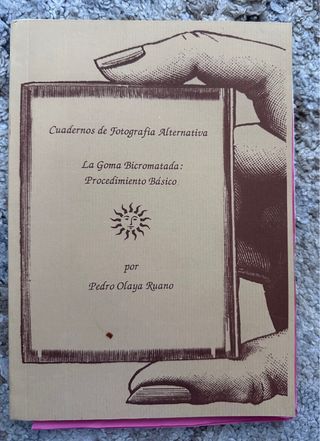 Cuadernos de Fotografía Alternativa
La Goma Bicromatada:
Procedimiento Básico
por
Pedro Olaya Ruano